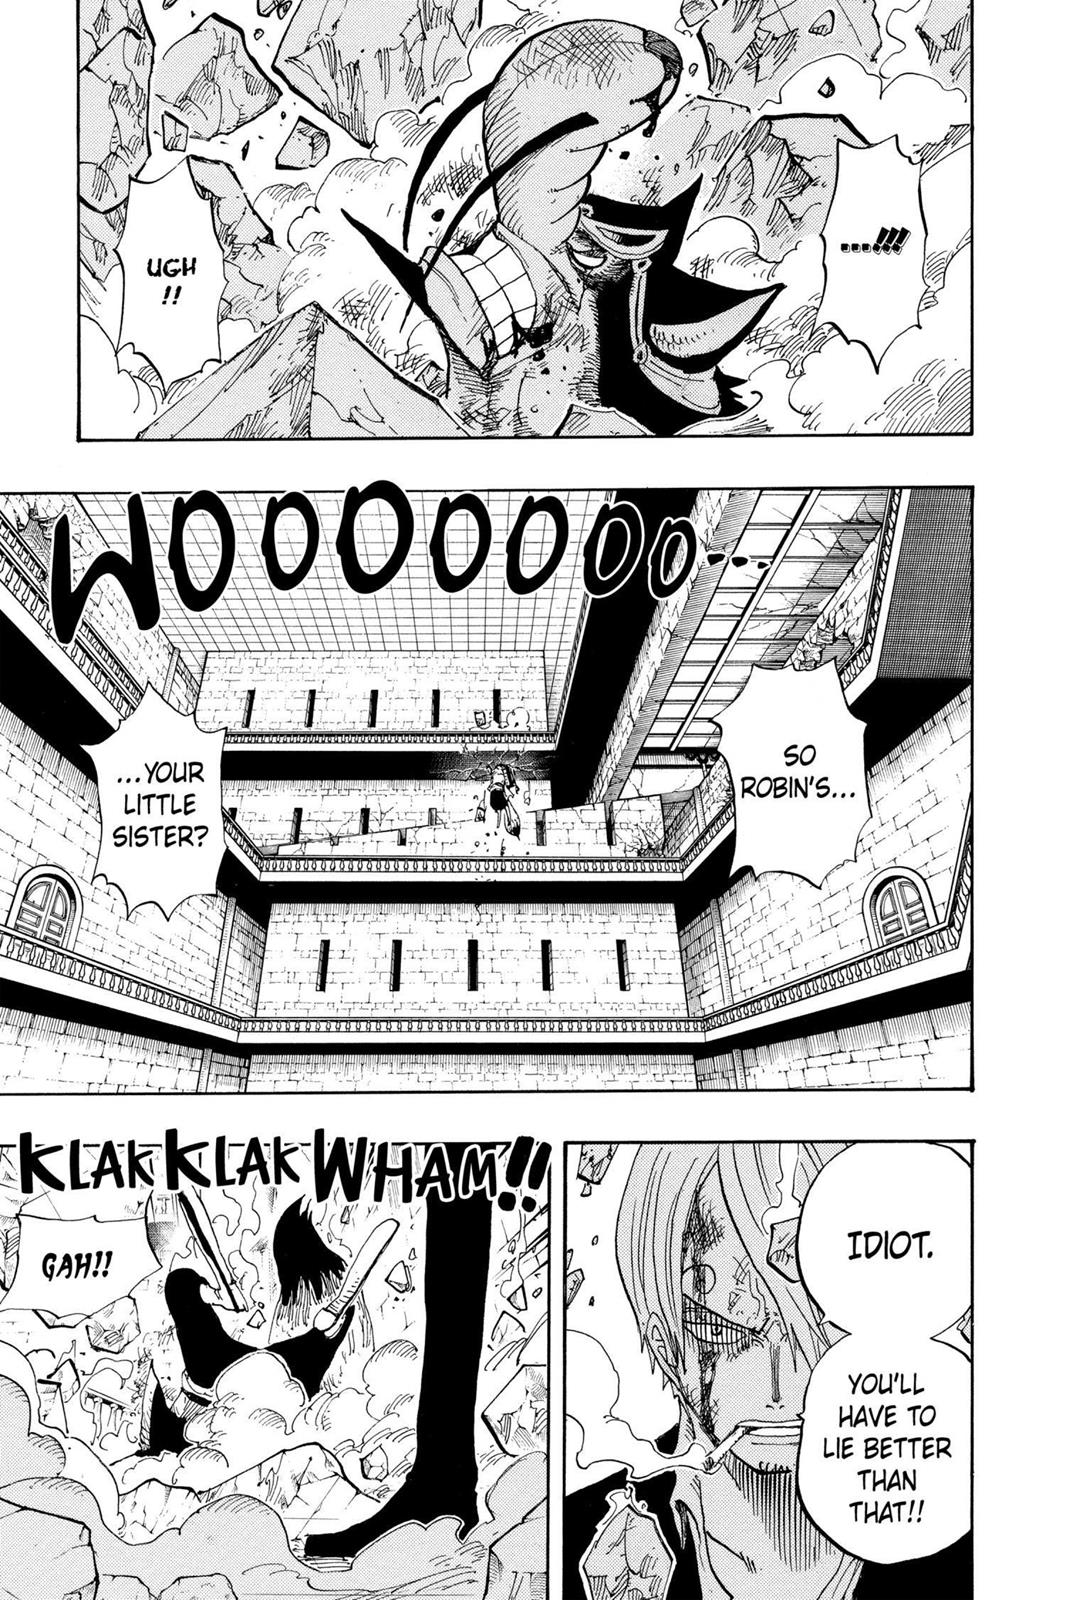 ......!!!
UGH
!!
WOOOOOOO....
SO
ROBIN'S...
...YOUR
LITTLE
SISTER?
IDIOT.
YOU'LL
HAVE TO
LIE BETTER
THAN
THAT!!
KLAK KLAK WHAM!!
GAH!!